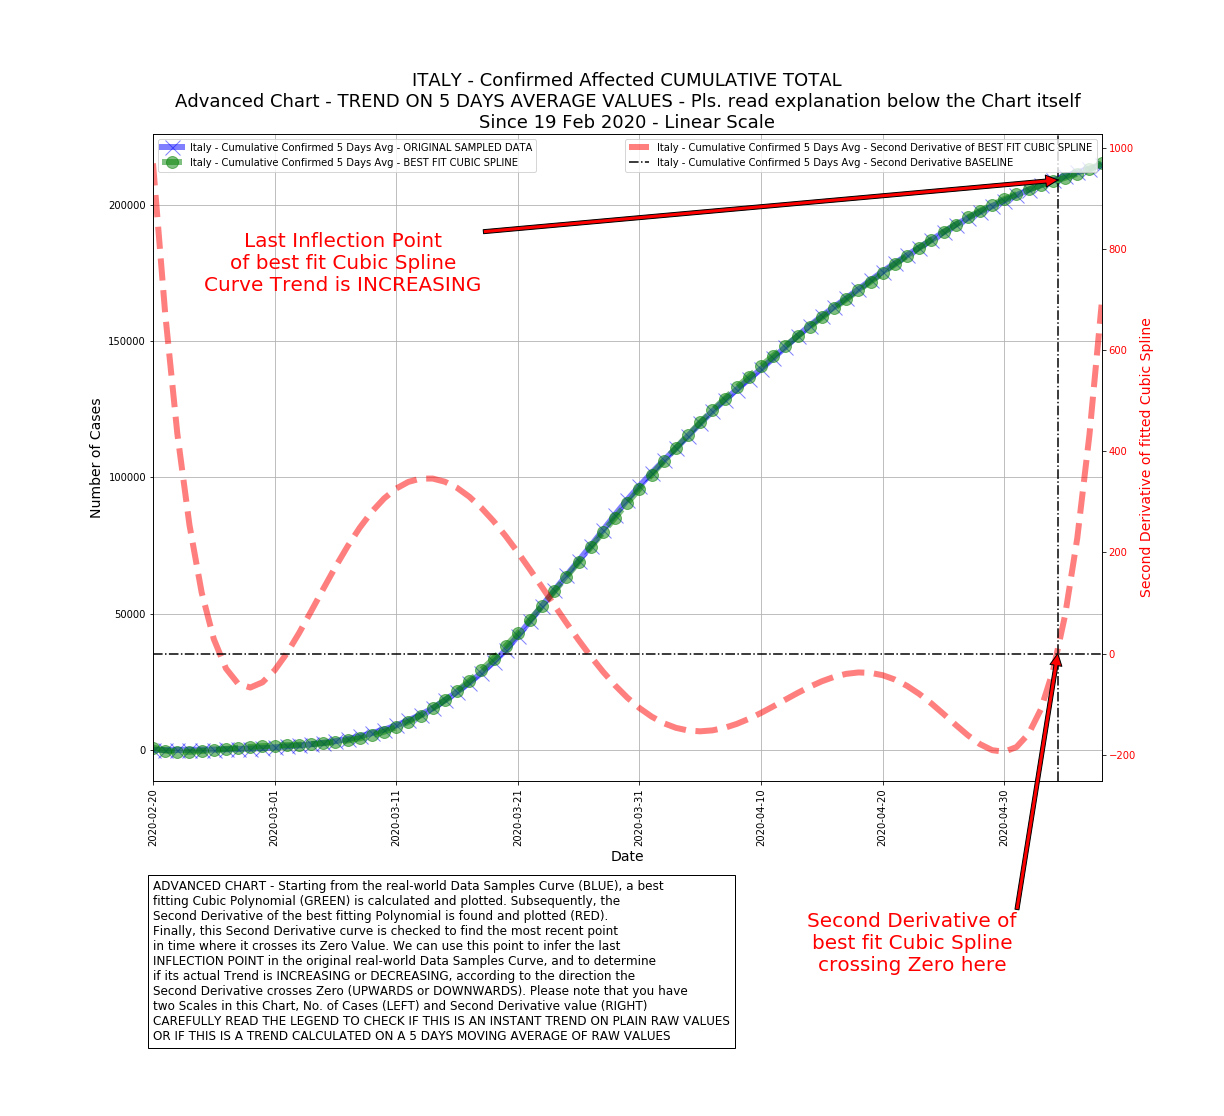 ITALY - Confirmed Affected CUMULATIVE TOTAL
Advanced Chart - TREND ON 5 DAYS AVERAGE VALUES - Pls. read explanation below the Chart itself
Since 19 Feb 2020 - Linear Scale
Italy - Cumulative Confirmed 5 Days Avg - ORIGINAL SAMPLED DATA
Italy - Cumulative Confirmed 5 Days Avg - BEST FIT CUBIC SPLINE
Italy - Cumulative Confirmed 5 Days Avg - Second Derivative of BEST FIT CUBIC SPLINE
Italy - Cumulative Confirmed 5 Days Avg - Second Derivative BASELINE
Last Inflection Point
of best fit Cubic Spline
Curve Trend is INCREASING
Number of Cases
200000
150000
100000
50000
0
1000
800
600
400
200
0
−200
Second Derivative of fitted Cubic Spline
2020-02-20
2020-03-01
2020-03-11
2020-03-21
2020-03-31
2020-04-10
2020-04-20
2020-04-30
Date
Second Derivative of
best fit Cubic Spline
crossing Zero here
ADVANCED CHART - Starting from the real-world Data Samples Curve (BLUE), a best
fitting Cubic Polynomial (GREEN) is calculated and plotted. Subsequently, the
Second Derivative of the best fitting Polynomial is found and plotted (RED).
Finally, this Second Derivative curve is checked to find the most recent point
in time where it crosses its Zero Value. We can use this point to infer the last
INFLECTION POINT in the original real-world Data Samples Curve, and to determine
if its actual Trend is INCREASING or DECREASING, according to the direction the
Second Derivative crosses Zero (UPWARDS or DOWNWARDS). Please note that you have
two Scales in this Chart, No. of Cases (LEFT) and Second Derivative value (RIGHT)
CAREFULLY READ THE LEGEND TO CHECK IF THIS IS AN INSTANT TREND ON PLAIN RAW VALUES
OR IF THIS IS A TREND CALCULATED ON A 5 DAYS MOVING AVERAGE OF RAW VALUES